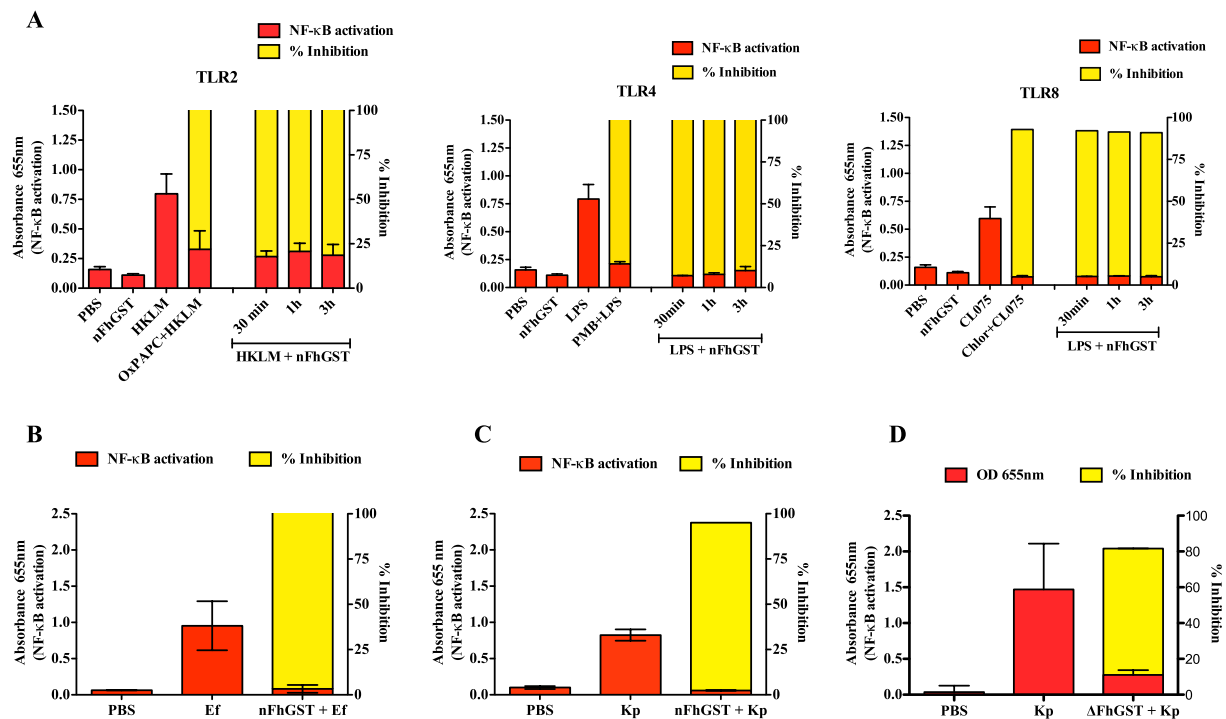 A
NF-κB activation
% Inhibition
TLR2
1.50
1.25
1.00
0.75
0.50
0.25
0.00
Absorbance 655nm
(NF-κB activation)
100
75
50
25
0
% Inhibition
PBS
nFhGST
HKLM
OxPAPC+HKLM
30 min
1h
3h
HKLM + nFhGST
NF-κB activation
% Inhibition
TLR4
1.50
1.25
1.00
0.75
0.50
0.25
0.00
Absorbance 655nm
(NF-κB activation)
100
75
50
25
0
% Inhibition
PBS
nFhGST
LPS
PMB+LPS
30min
1h
3h
LPS + nFhGST
NF-κB activation
% Inhibition
TLR8
1.50
1.25
1.00
0.75
0.50
0.25
0.00
Absorbance 655nm
(NF-κB activation)
100
75
50
25
0
% Inhibition
PBS
nFhGST
CL075
Chlor+CL075
30min
1h
3h
LPS + nFhGST
B
NF-κB activation
% Inhibition
2.5
2.0
1.5
1.0
0.5
0.0
Absorbance 655nm
(NF-κB activation)
100
75
50
25
0
% Inhibition
PBS
Ef
nFhGST + Ef
C
NF-κB activation
% Inhibition
2.5
2.0
1.5
1.0
0.5
0.0
Absorbance 655 nm
(NF-κB activation)
100
75
50
25
0
% Inhibition
PBS
Kp
nFhGST + Kp
D
OD 655nm
% Inhibition
2.5
2.0
1.5
1.0
0.5
0.0
Absorbance 655nm
(NF-κB activation)
100
80
60
40
20
0
% Inhibition
PBS
Kp
ΔFhGST + Kp